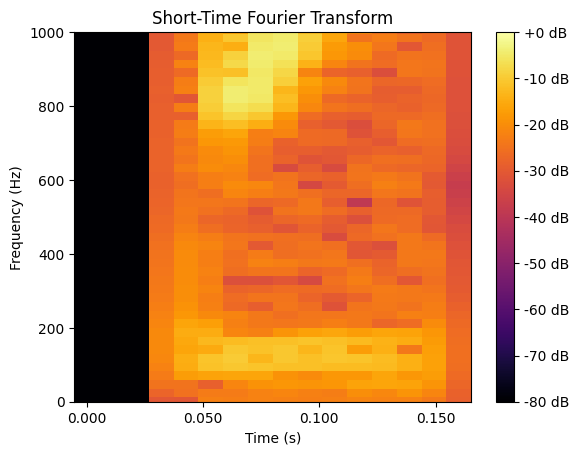 Short-Time Fourier Transform
1000
800
600
400
200
0
Frequency (Hz)
0.000
0.050
0.100
0.150
Time (s)
+0 dB
-10 dB
-20 dB
-30 dB
-40 dB
-50 dB
-60 dB
-70 dB
-80 dB